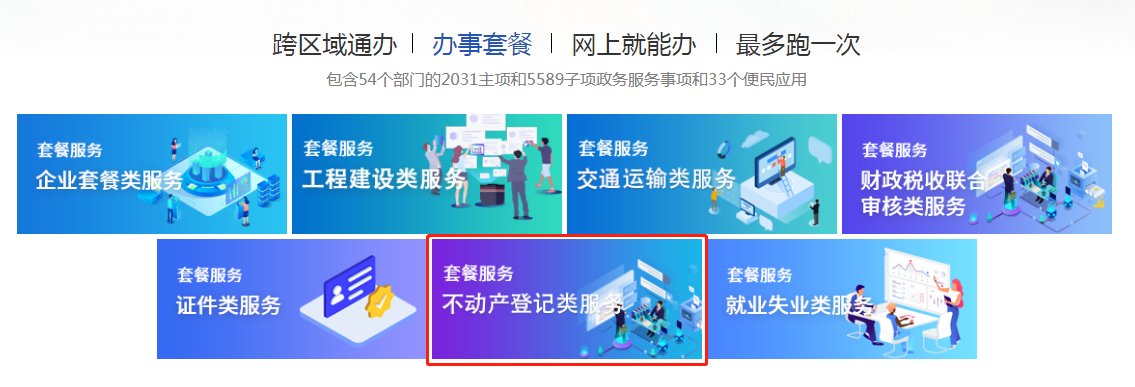 跨区域通办 | 办事套餐 | 网上就能办 | 最多跑一次
包含54个部门的2031主项和5589子项政务服务事项和33个便民应用
套餐服务
企业套餐类服务
套餐服务
工程建设类服务
套餐服务
交通运输类服务
套餐服务
财政税收联合
审核类服务
套餐服务
证件类服务
套餐服务
不动产登记类服务
套餐服务
就业失业类服务